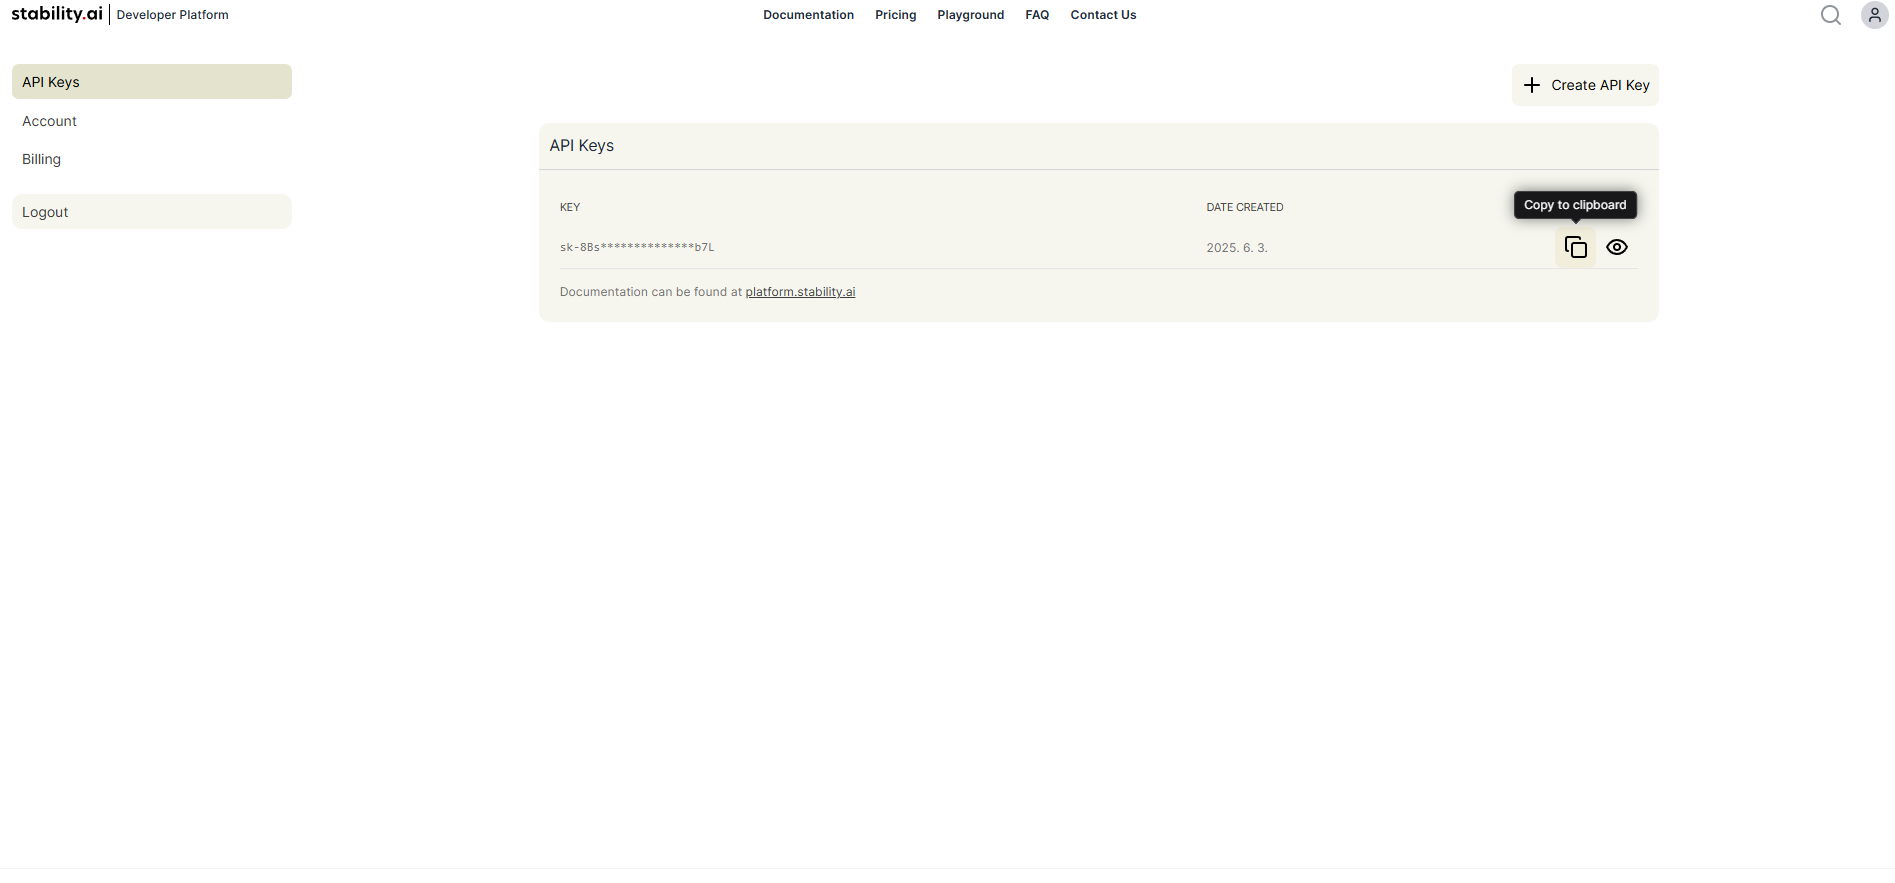 stability.ai Developer Platform Documentation Pricing Playground FAQ Contact Us
API Keys
Account
Billing
Logout
Create API Key
API Keys
KEY DATE CREATED
Copy to clipboard
sk-8Bs**************b7L 2025. 6. 3.
Documentation can be found at platform.stability.ai